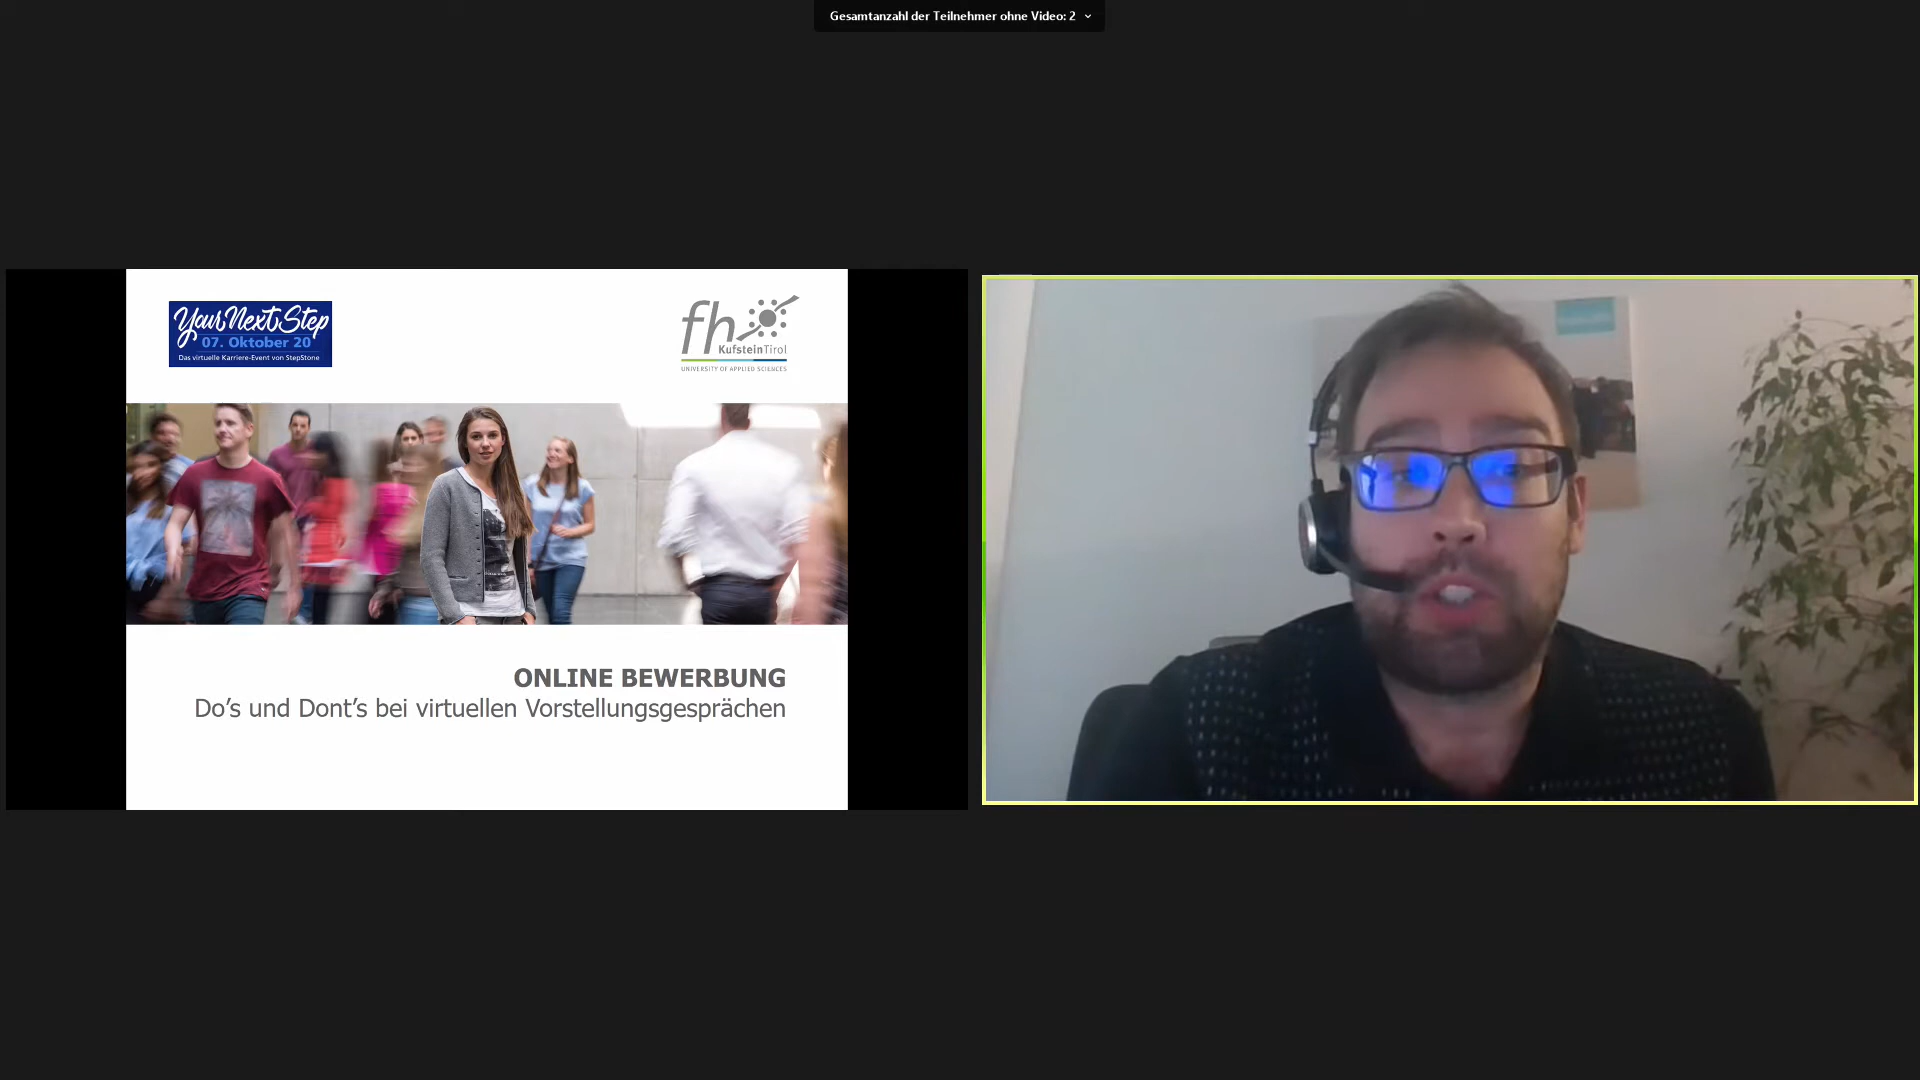 Gesamtanzahl der Teilnehmer ohne Video: 2
YourNextStep
07. Oktober 20
Das virtuelle Karriere-Event von StepStone
fh
KufsteinTirol
UNIVERSITY OF APPLIED SCIENCES
ONLINE BEWERBUNG
Do’s und Dont’s bei virtuellen Vorstellungsgesprächen